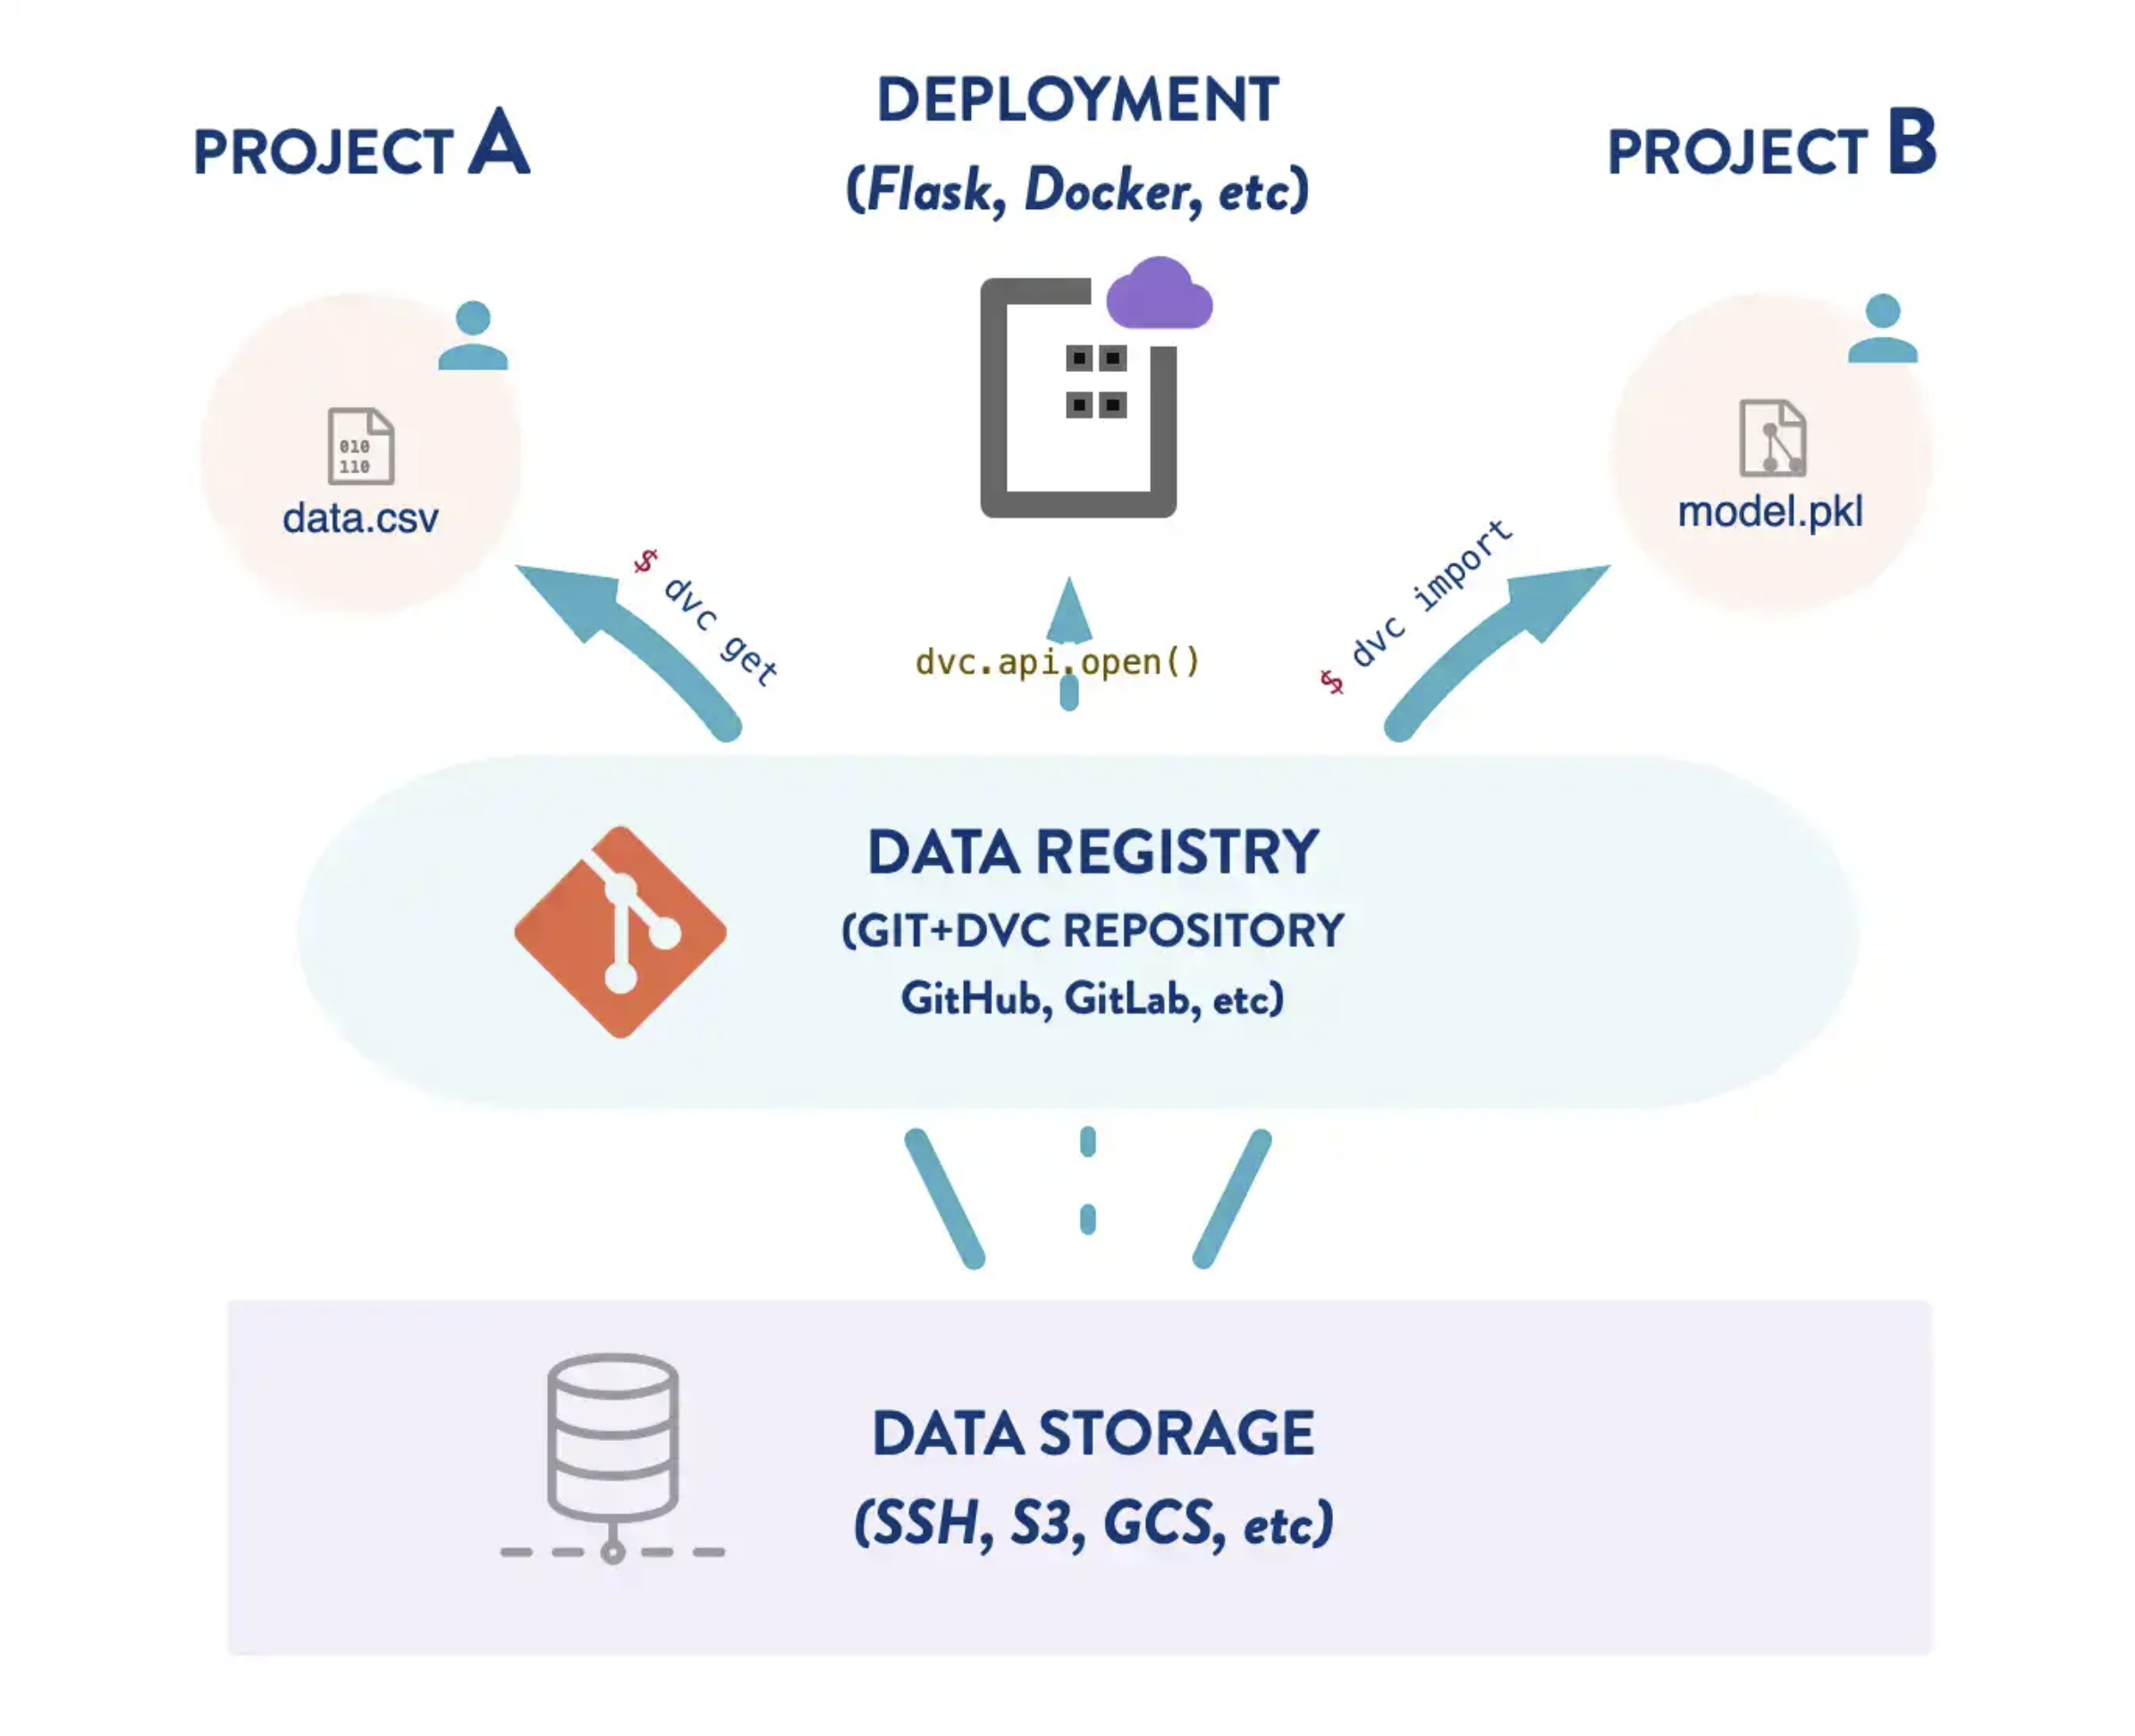 PROJECT A
DEPLOYMENT
(Flask, Docker, etc)
PROJECT B
010
110
data.csv
model.pkl
$ dvc get
dvc.api.open()
$ dvc import
DATA REGISTRY
(GIT+DVC REPOSITORY
GitHub, GitLab, etc)
DATA STORAGE
(SSH, S3, GCS, etc)